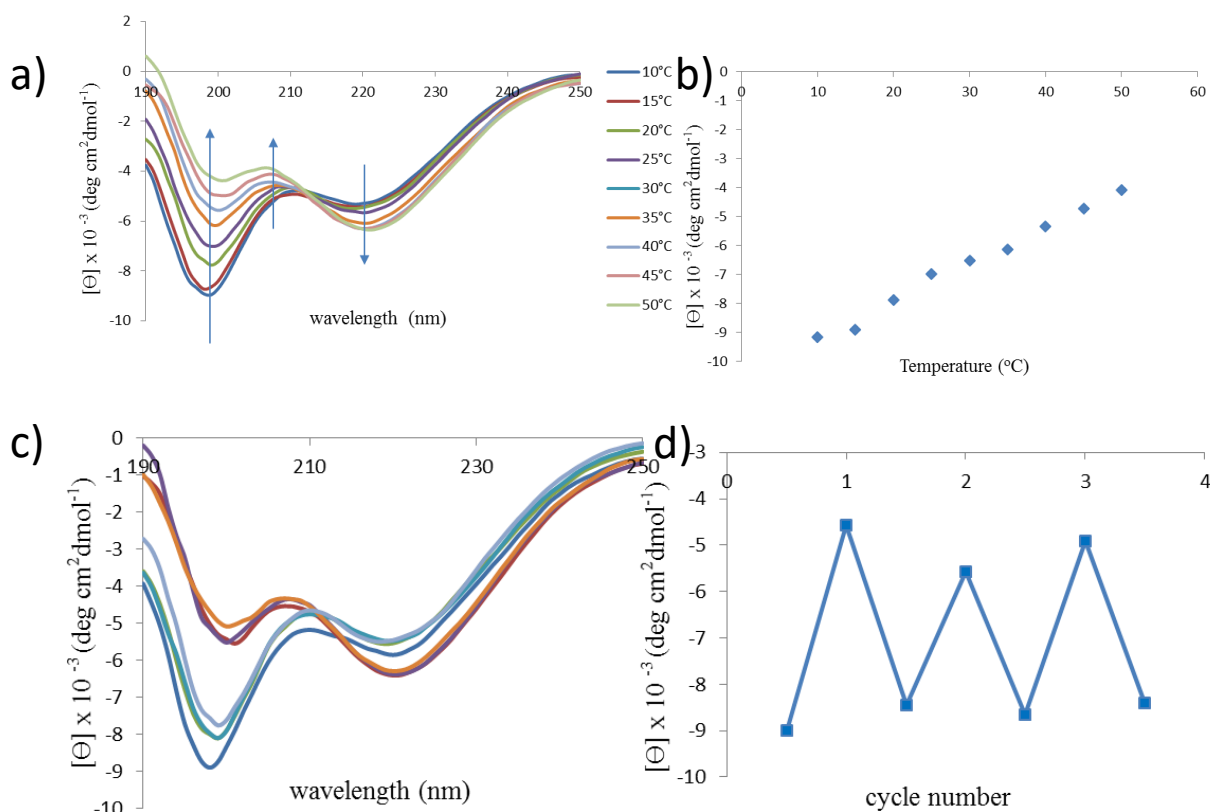 a)
2
0
-2
-4
-6
-8
-10
190 200 210 220 230 240 250
[Θ] x 10 -3 (deg cm2dmol-1)
wavelength (nm)
10°C
15°C
20°C
25°C
30°C
35°C
40°C
45°C
50°C
b)
0
-1
-2
-3
-4
-5
-6
-7
-8
-9
-10
0 10 20 30 40 50 60
[Θ] x 10 -3 (deg cm2dmol-1)
Temperature (oC)
c)
0
-1
-2
-3
-4
-5
-6
-7
-8
-9
-10
190 210 230 250
[Θ] x 10 -3 (deg cm2dmol-1)
wavelength (nm)
d)
-3
-4
-5
-6
-7
-8
-9
-10
0 1 2 3 4
[Θ] x 10 -3 (deg cm2dmol-1)
cycle number